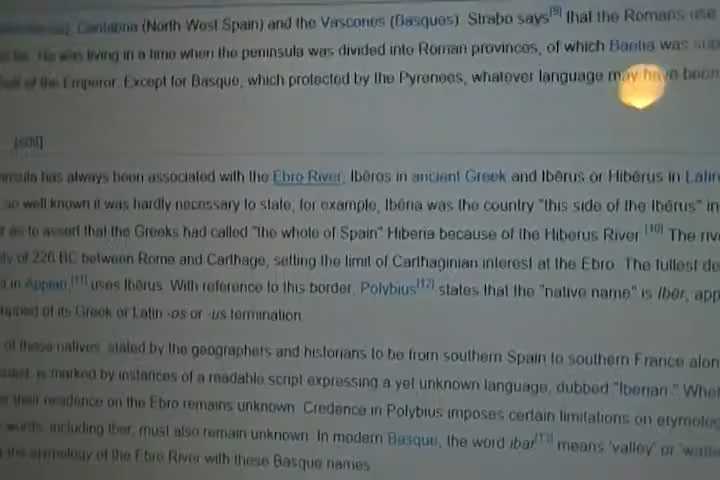 Cantabria (North West Spain) and the Vascones (Basques). Strabo says[9] that the Romans use
He was living in a time when the peninsula was divided into Roman provinces, of which Baetia was
of the Emperor. Except for Basque, which protected by the Pyrenees, whatever language may have been
[edit]
has always been associated with the Ebro River, Ibēros in ancient Greek and Ibērus or Hibērus in Latin
so well known it was hardly necessary to state, for example, Ibēria was the country "this side of the Ibērus" in
as to assert that the Greeks had called "the whole of Spain" Hiberia because of the Hiberus River.[10] The
of 226 BC between Rome and Carthage, setting the limit of Carthaginian interest at the Ebro. The fullest
in Appian,[11] uses Ibērus. With reference to this border, Polybius[12] states that the "native name" is Ibēr,
of its Greek or Latin -os or -us termination.
of these natives, stated by the geographers and historians to be from southern Spain to southern France
is marked by instances of a readable script expressing a yet unknown language, dubbed "Iberian."
their residence on the Ebro remains unknown. Credence in Polybius imposes certain limitations on
words, including Iber, must also remain unknown. In modern Basque, the word ibar[13] means 'valley' or
the etymology of the Ebro River with these Basque names.